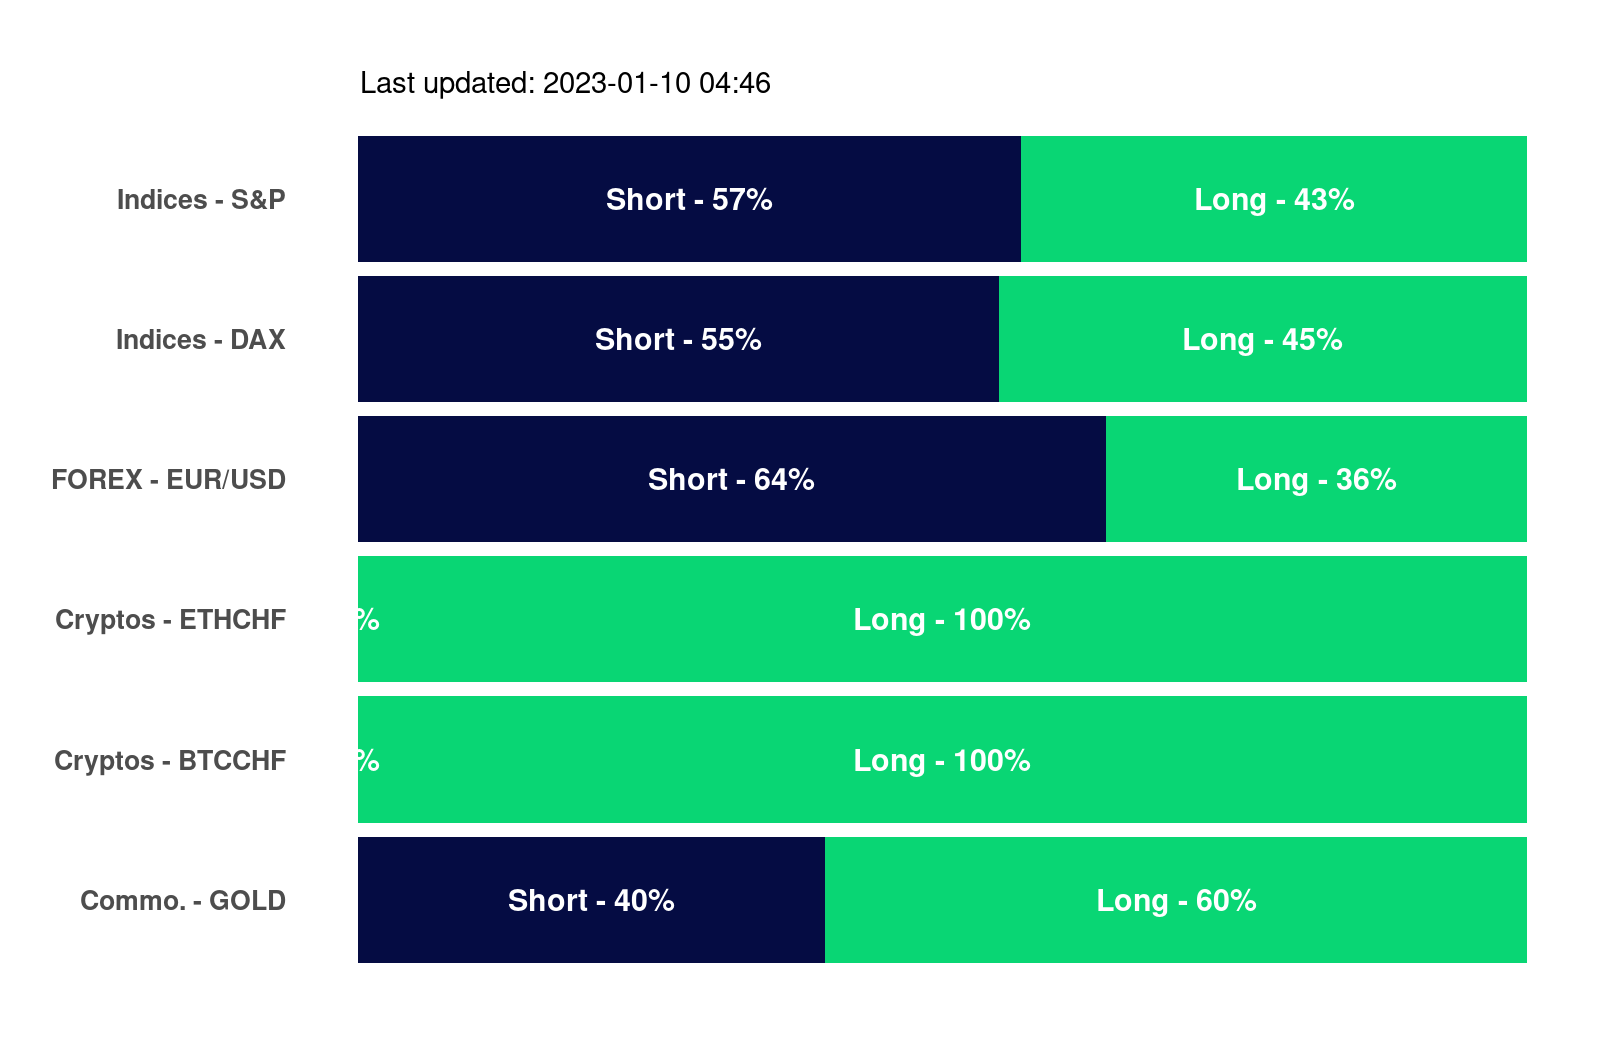 Last updated: 2023-01-10 04:46
Indices - S&P Short - 57% Long - 43%
Indices - DAX Short - 55% Long - 45%
FOREX - EUR/USD Short - 64% Long - 36%
Cryptos - ETHCHF % Long - 100%
Cryptos - BTCCHF % Long - 100%
Commo. - GOLD Short - 40% Long - 60%